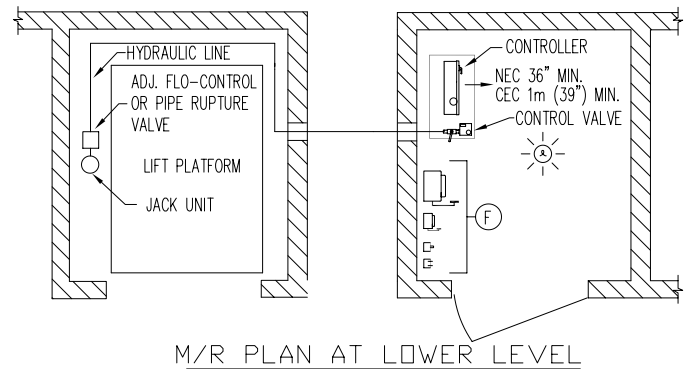 HYDRAULIC LINE
ADJ. FLO-CONTROL
OR PIPE RUPTURE
VALVE
LIFT PLATFORM
JACK UNIT
CONTROLLER
NEC 36" MIN.
CEC 1m (39") MIN.
CONTROL VALVE
F
M/R PLAN AT LOWER LEVEL